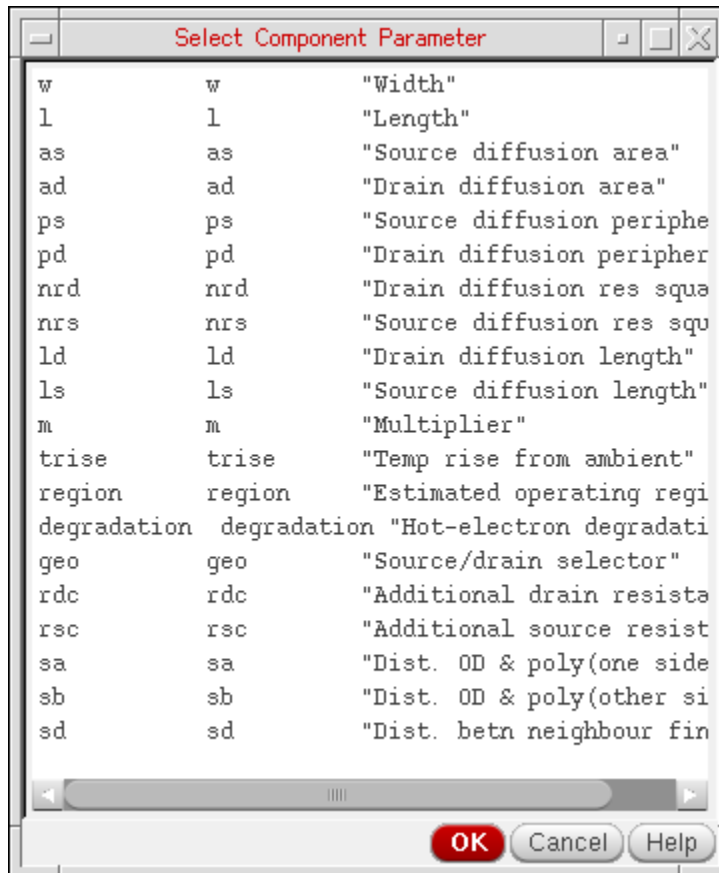 Select Component Parameter
w w "Width"
l l "Length"
as as "Source diffusion area"
ad ad "Drain diffusion area"
ps ps "Source diffusion periphe
pd pd "Drain diffusion peripher
nrd nrd "Drain diffusion res squa
nrs nrs "Source diffusion res squ
ld ld "Drain diffusion length"
ls ls "Source diffusion length"
m m "Multiplier"
trise trise "Temp rise from ambient"
region region "Estimated operating regi
degradation degradation "Hot-electron degradati
geo geo "Source/drain selector"
rdc rdc "Additional drain resista
rsc rsc "Additional source resist
sa sa "Dist. OD & poly(one side
sb sb "Dist. OD & poly(other si
sd sd "Dist. betn neighbour fin
OK Cancel Help